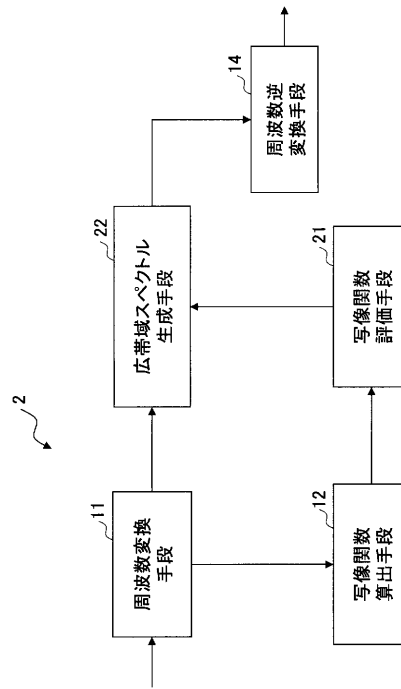 2
11
周波数変換
手段
22
広帯域スペクトル
生成手段
14
周波数逆
変換手段
12
写像関数
算出手段
21
写像関数
評価手段